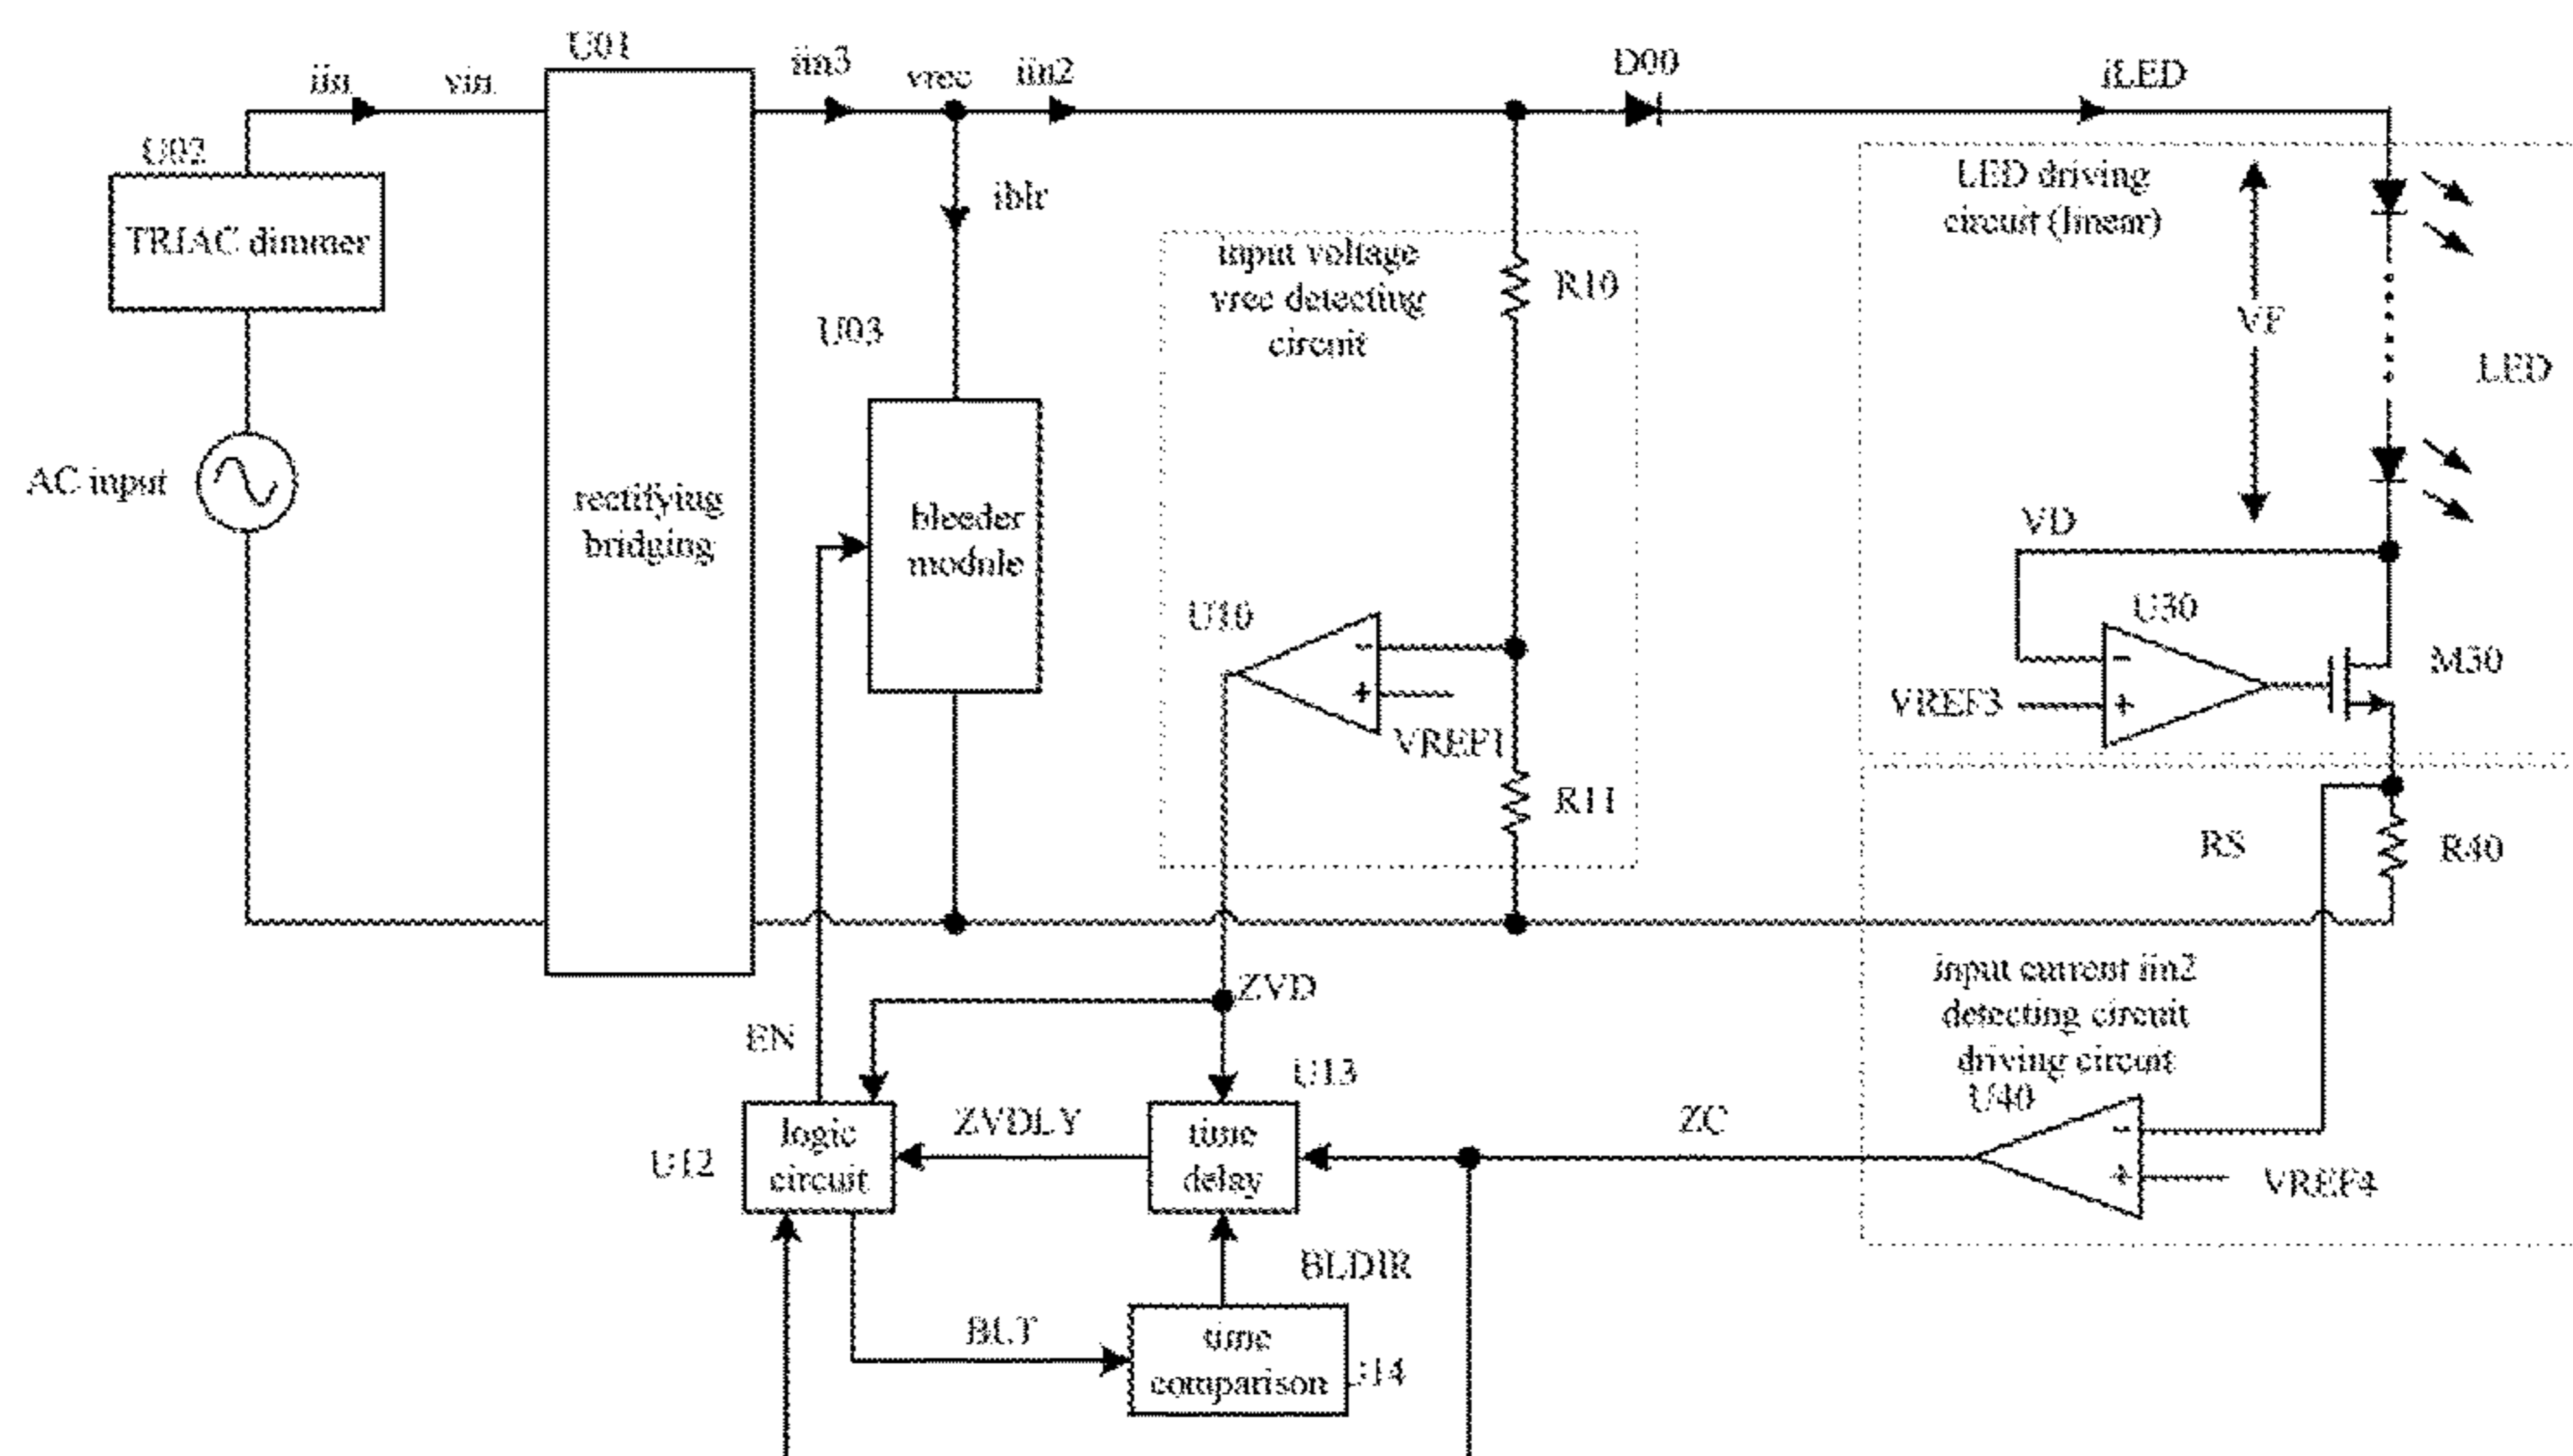 U01
iin
vin
iin3
vrec
iin2
D00
iLED
U02
TRIAC dimmer
iblr
LED driving
circuit (linear)
input voltage
vrec detecting
circuit
R10
U03
VF
LED
AC input
rectifying
bridging
bleeder
module
VD
U10
-
+
VREF1
U30
-
+
VREF3
M30
R11
RS
R40
ZVD
input current iin2
detecting circuit
driving circuit
EN
U13
U40
logic
circuit
ZVDLY
time
delay
ZC
-
+
VREF4
U12
BLDIR
BLT
time
comparison
U14